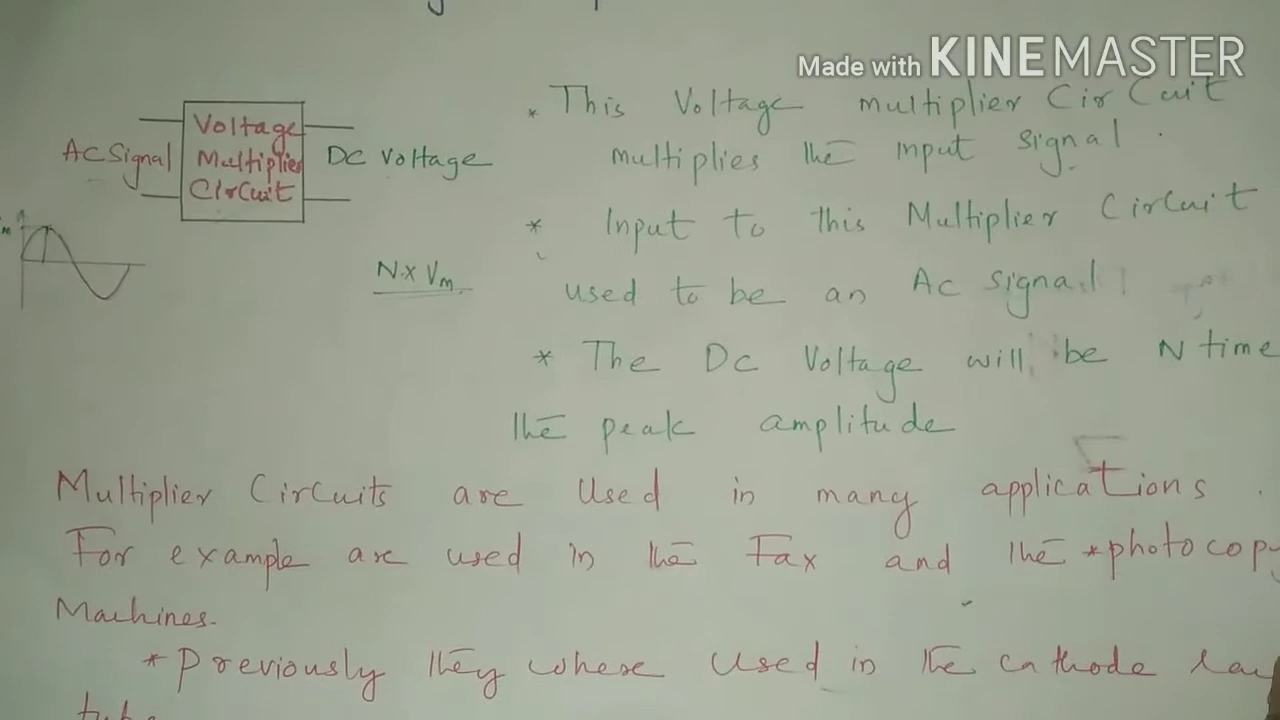 Made with KINEMASTER
Voltage
AC Signal Multiplier DC Voltage
Circuit
N x Vm
* This Voltage multiplier Circuit
multiplies the input signal.
* Input to this Multiplier Circuit
used to be an Ac signal
* The DC Voltage will be N time
the peak amplitude
Multiplier Circuits are used in many applications.
For example are used in the Fax and the *photocopy
Machines.
* Previously they where used in the cathode ray
tube